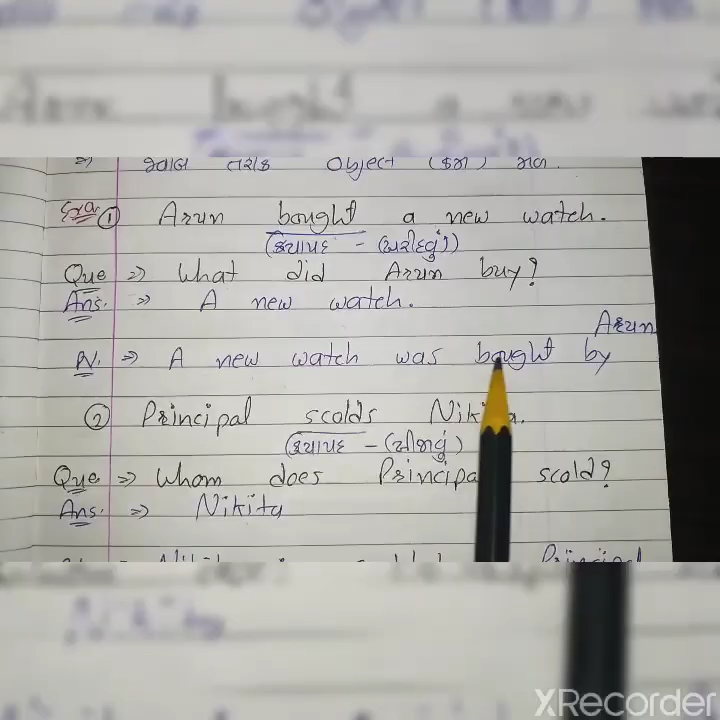 ⇒ જવાબ તરીકે Object (કર્મ) મળે.
Exa. ① Arun bought a new watch.
(ક્રિયાપદ - (ખરીદવું))
Que ⇒ What did Arun buy?
Ans. ⇒ A new watch.
Arun
P.V. ⇒ A new watch was bought by
② Principal scolds Nikita.
(ક્રિયાપદ - (ખીજાવું)
Que ⇒ Whom does Principal scold?
Ans. ⇒ Nikita
Principal
XRecorder